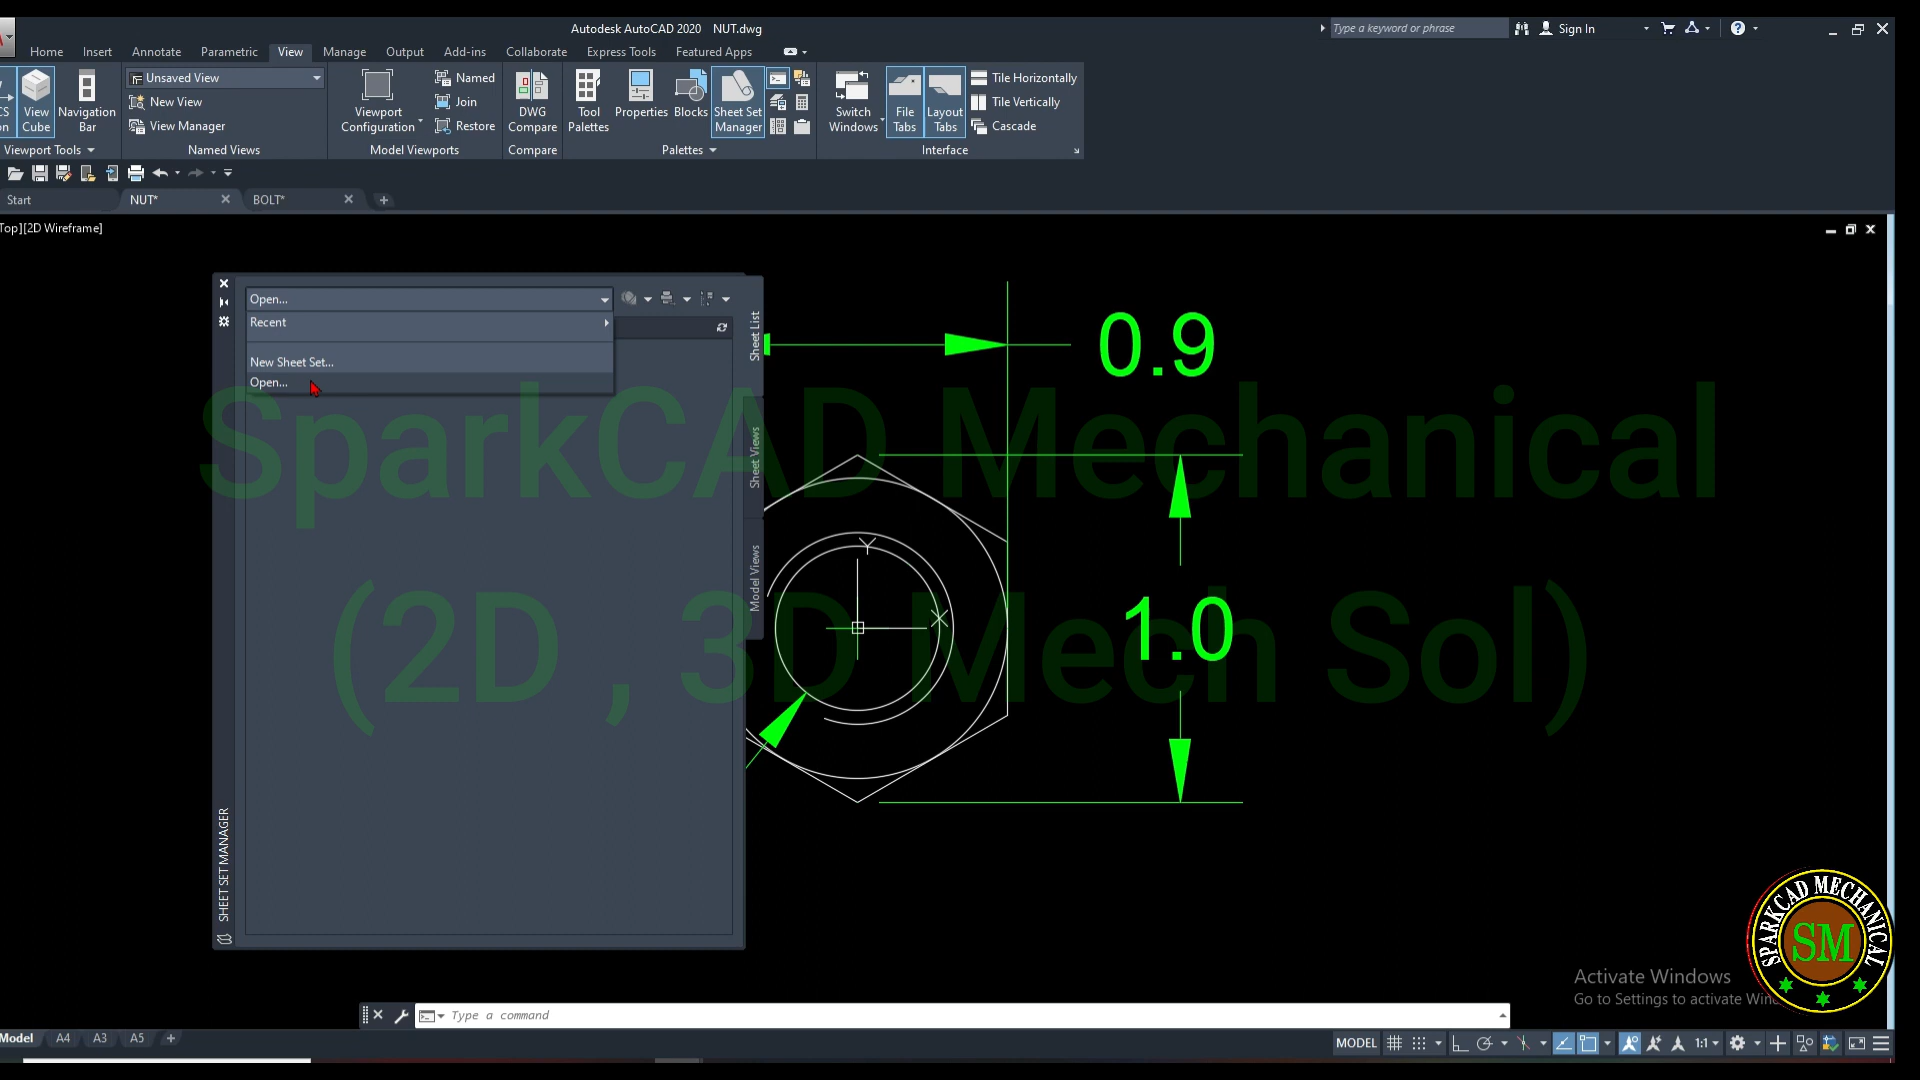 Autodesk AutoCAD 2020 NUT.dwg
Type a keyword or phrase
Sign In
Home Insert Annotate Parametric View Manage Output Add-ins Collaborate Express Tools Featured Apps
View Cube
Navigation Bar
Unsaved View
New View
View Manager
Viewport Configuration
Named
Join
Restore
DWG Compare
Tool Palettes
Properties
Blocks
Sheet Set Manager
Switch Windows
File Tabs
Layout Tabs
Tile Horizontally
Tile Vertically
Cascade
Viewport Tools
Named Views
Model Viewports
Compare
Palettes
Interface
Start
NUT*
BOLT*
Top][2D Wireframe]
Open...
Recent
New Sheet Set...
Open...
Sheet List
Sheet Views
Model Views
SHEET SET MANAGER
0.9
1.0
Y
X
SparkCAD Mechanical
(2D , 3D Mech Sol)
Activate Windows
Go to Settings to activate
SPARKCAD MECHANICAL
SM
Type a command
Model A4 A3 A5
MODEL
1:1